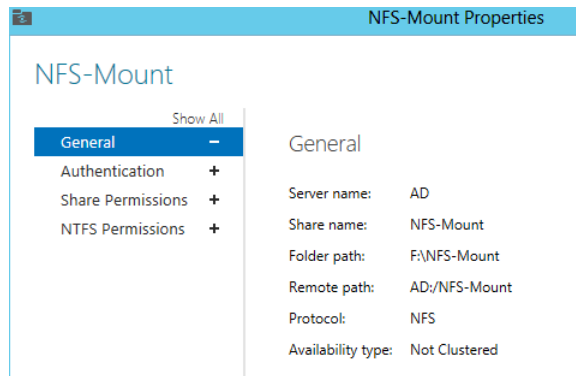 NFS-Mount Properties
NFS-Mount
Show All
General −
Authentication +
Share Permissions +
NTFS Permissions +
General
Server name: AD
Share name: NFS-Mount
Folder path: F:\NFS-Mount
Remote path: AD:/NFS-Mount
Protocol: NFS
Availability type: Not Clustered